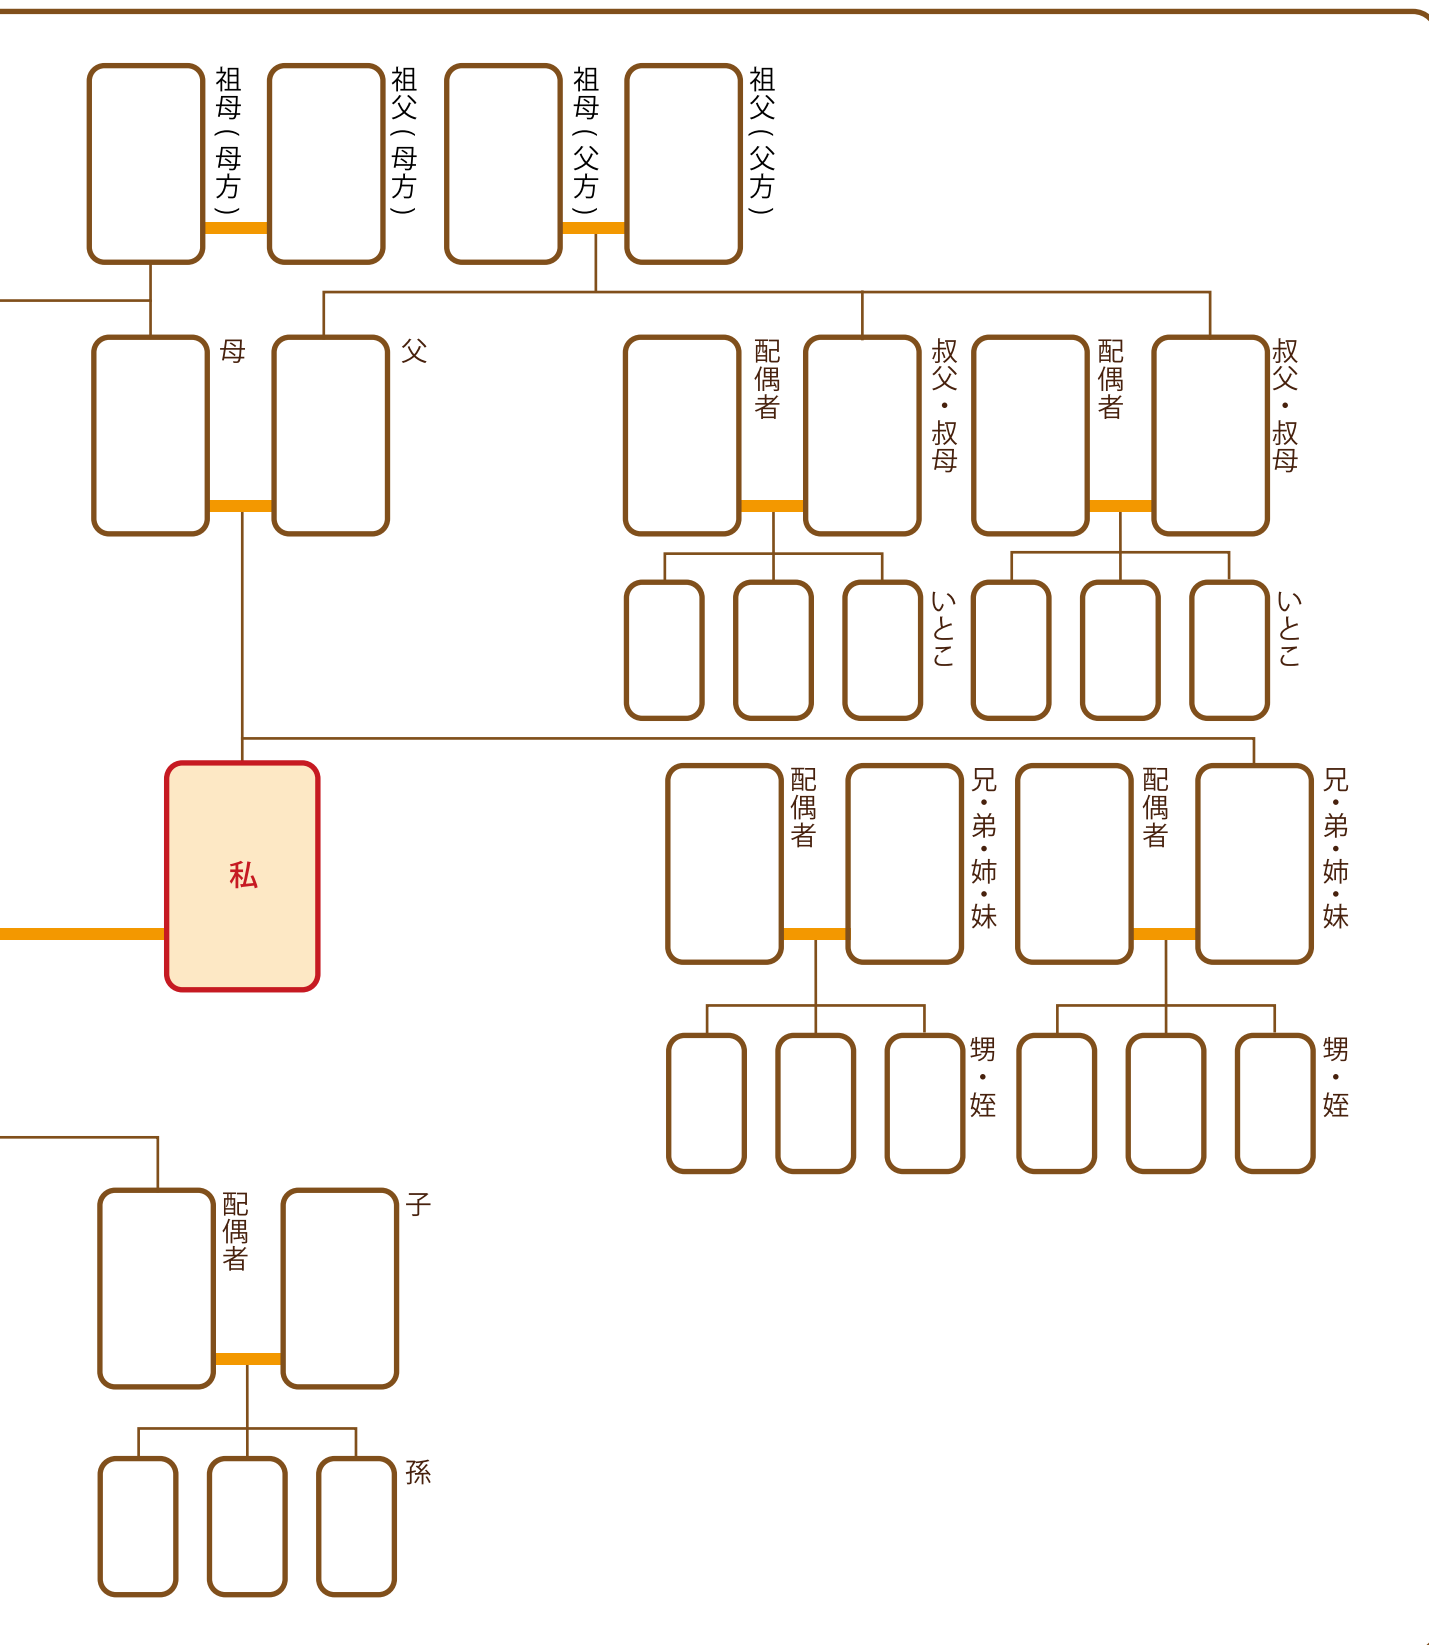 祖母(母方)
祖父(母方)
祖母(父方)
祖父(父方)
母
父
配偶者
叔父・叔母
配偶者
叔父・叔母
いとこ
いとこ
私
配偶者
兄・弟・姉・妹
配偶者
兄・弟・姉・妹
甥・姪
甥・姪
配偶者
子
孫